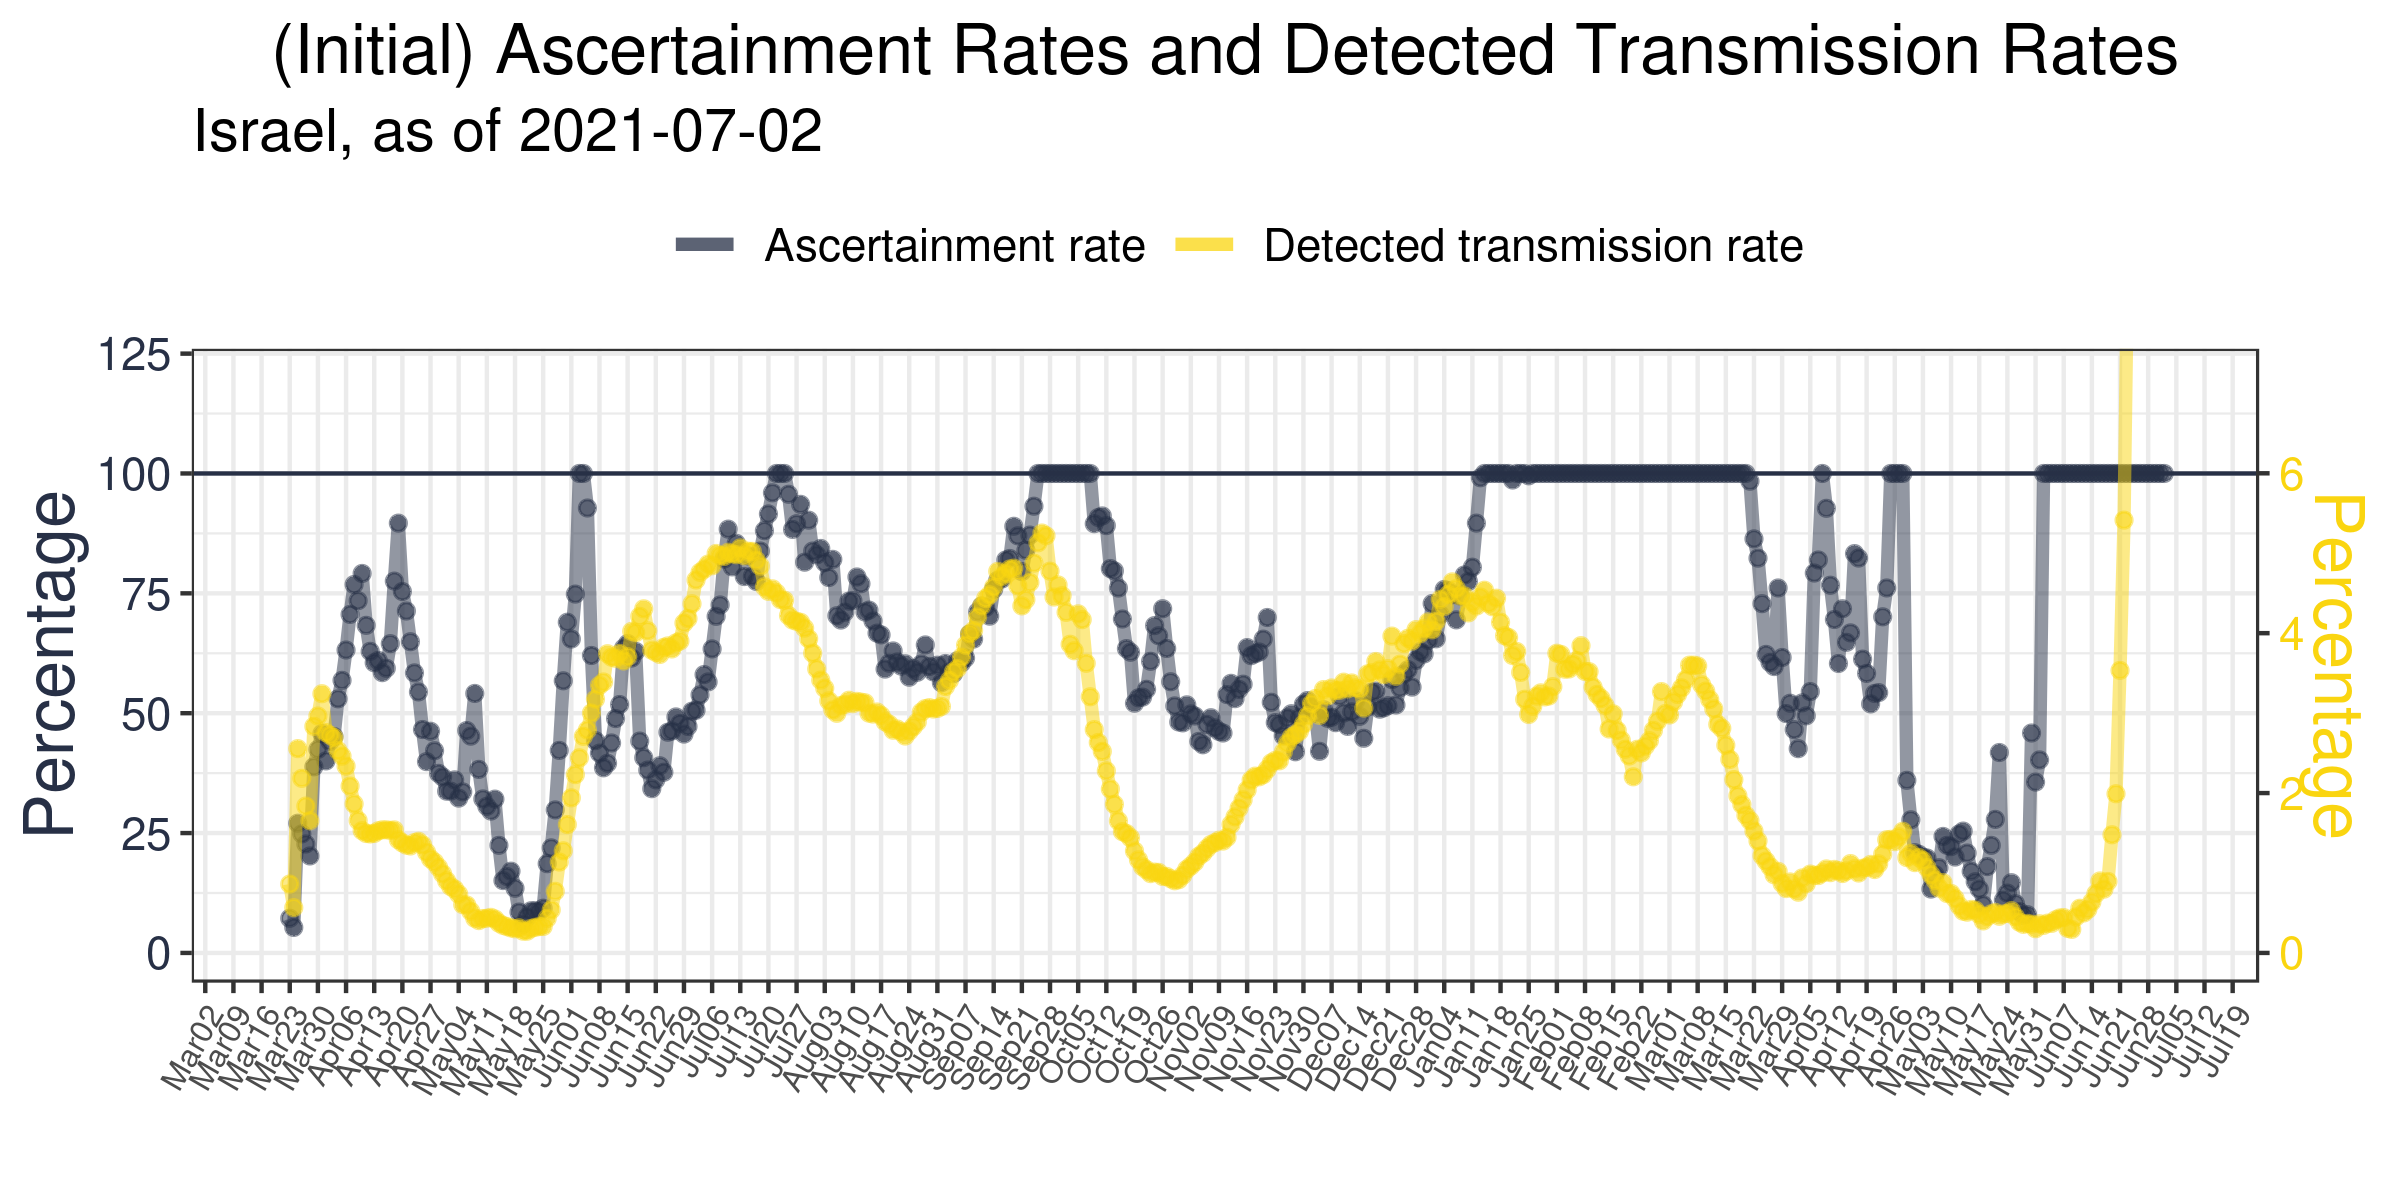 (Initial) Ascertainment Rates and Detected Transmission Rates
Israel, as of 2021-07-02
Ascertainment rate
Detected transmission rate
125
100
75
50
25
0
Percentage
6
4
2
0
Percentage
Mar02
Mar09
Mar16
Mar23
Mar30
Apr06
Apr13
Apr20
Apr27
May04
May11
May18
May25
Jun01
Jun08
Jun15
Jun22
Jun29
Jul06
Jul13
Jul20
Jul27
Aug03
Aug10
Aug17
Aug24
Aug31
Sep07
Sep14
Sep21
Sep28
Oct05
Oct12
Oct19
Oct26
Nov02
Nov09
Nov16
Nov23
Nov30
Dec07
Dec14
Dec21
Dec28
Jan04
Jan11
Jan18
Jan25
Feb01
Feb08
Feb15
Feb22
Mar01
Mar08
Mar15
Mar22
Mar29
Apr05
Apr12
Apr19
Apr26
May03
May10
May17
May24
May31
Jun07
Jun14
Jun21
Jun28
Jul05
Jul12
Jul19